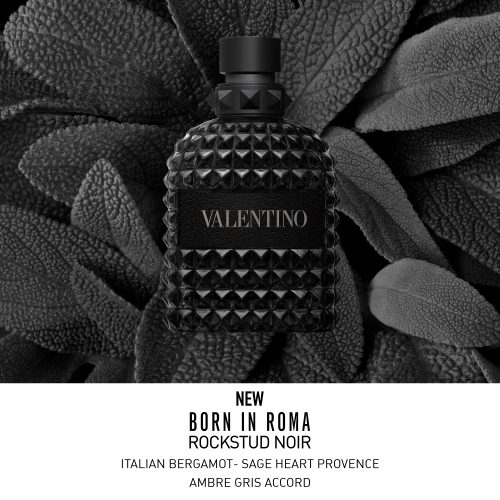 VALENTINO
NEW
BORN IN ROMA
ROCKSTUD NOIR
ITALIAN BERGAMOT- SAGE HEART PROVENCE
AMBRE GRIS ACCORD